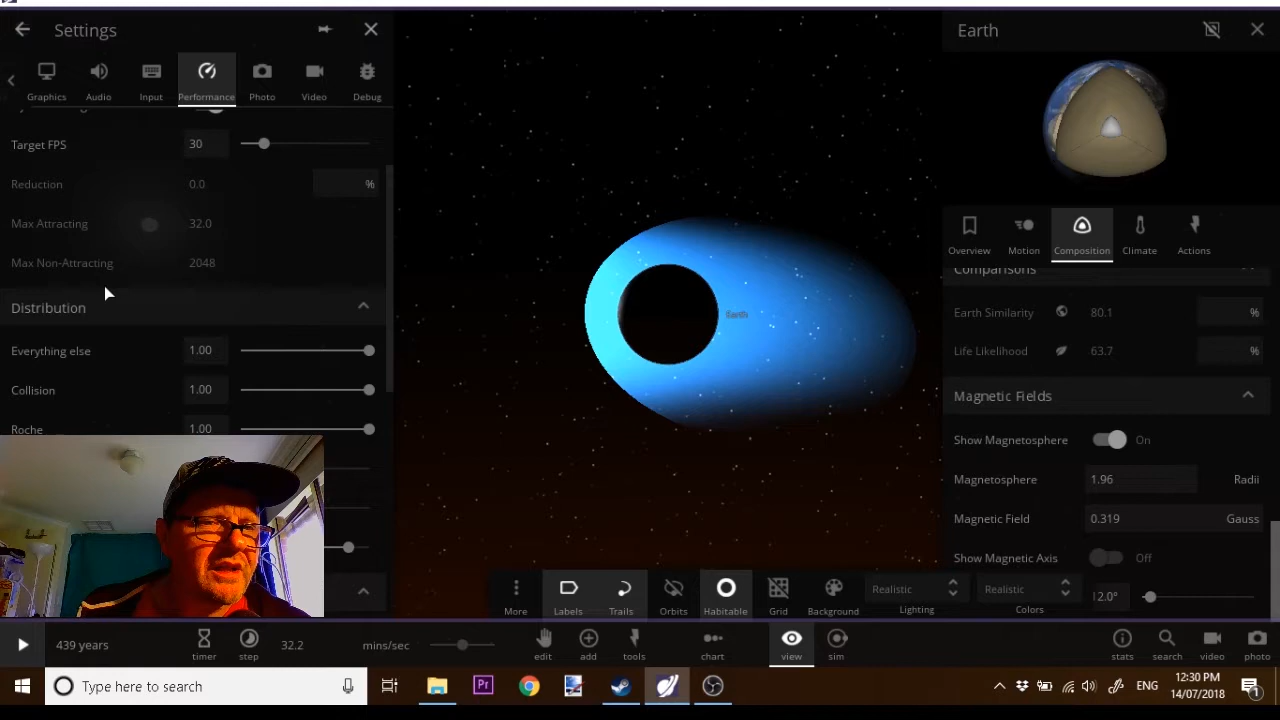 Settings
Graphics Audio Input Performance Photo Video Debug
Target FPS 30
Reduction 0.0 %
Max Attracting 32.0
Max Non-Attracting 2048
Distribution
Everything else 1.00
Collision 1.00
Roche 1.00
Earth
Earth
Overview Motion Composition Climate Actions
Comparisons
Earth Similarity 80.1 %
Life Likelihood 63.7 %
Magnetic Fields
Show Magnetosphere On
Magnetosphere 1.96 Radii
Magnetic Field 0.319 Gauss
Show Magnetic Axis Off
2.0°
More Labels Trails Orbits Habitable Grid Background Realistic Lighting Realistic Colors
439 years timer step 32.2 mins/sec edit add tools chart view sim stats search video photo
Type here to search Pr ENG 12:30 PM 14/07/2018 1